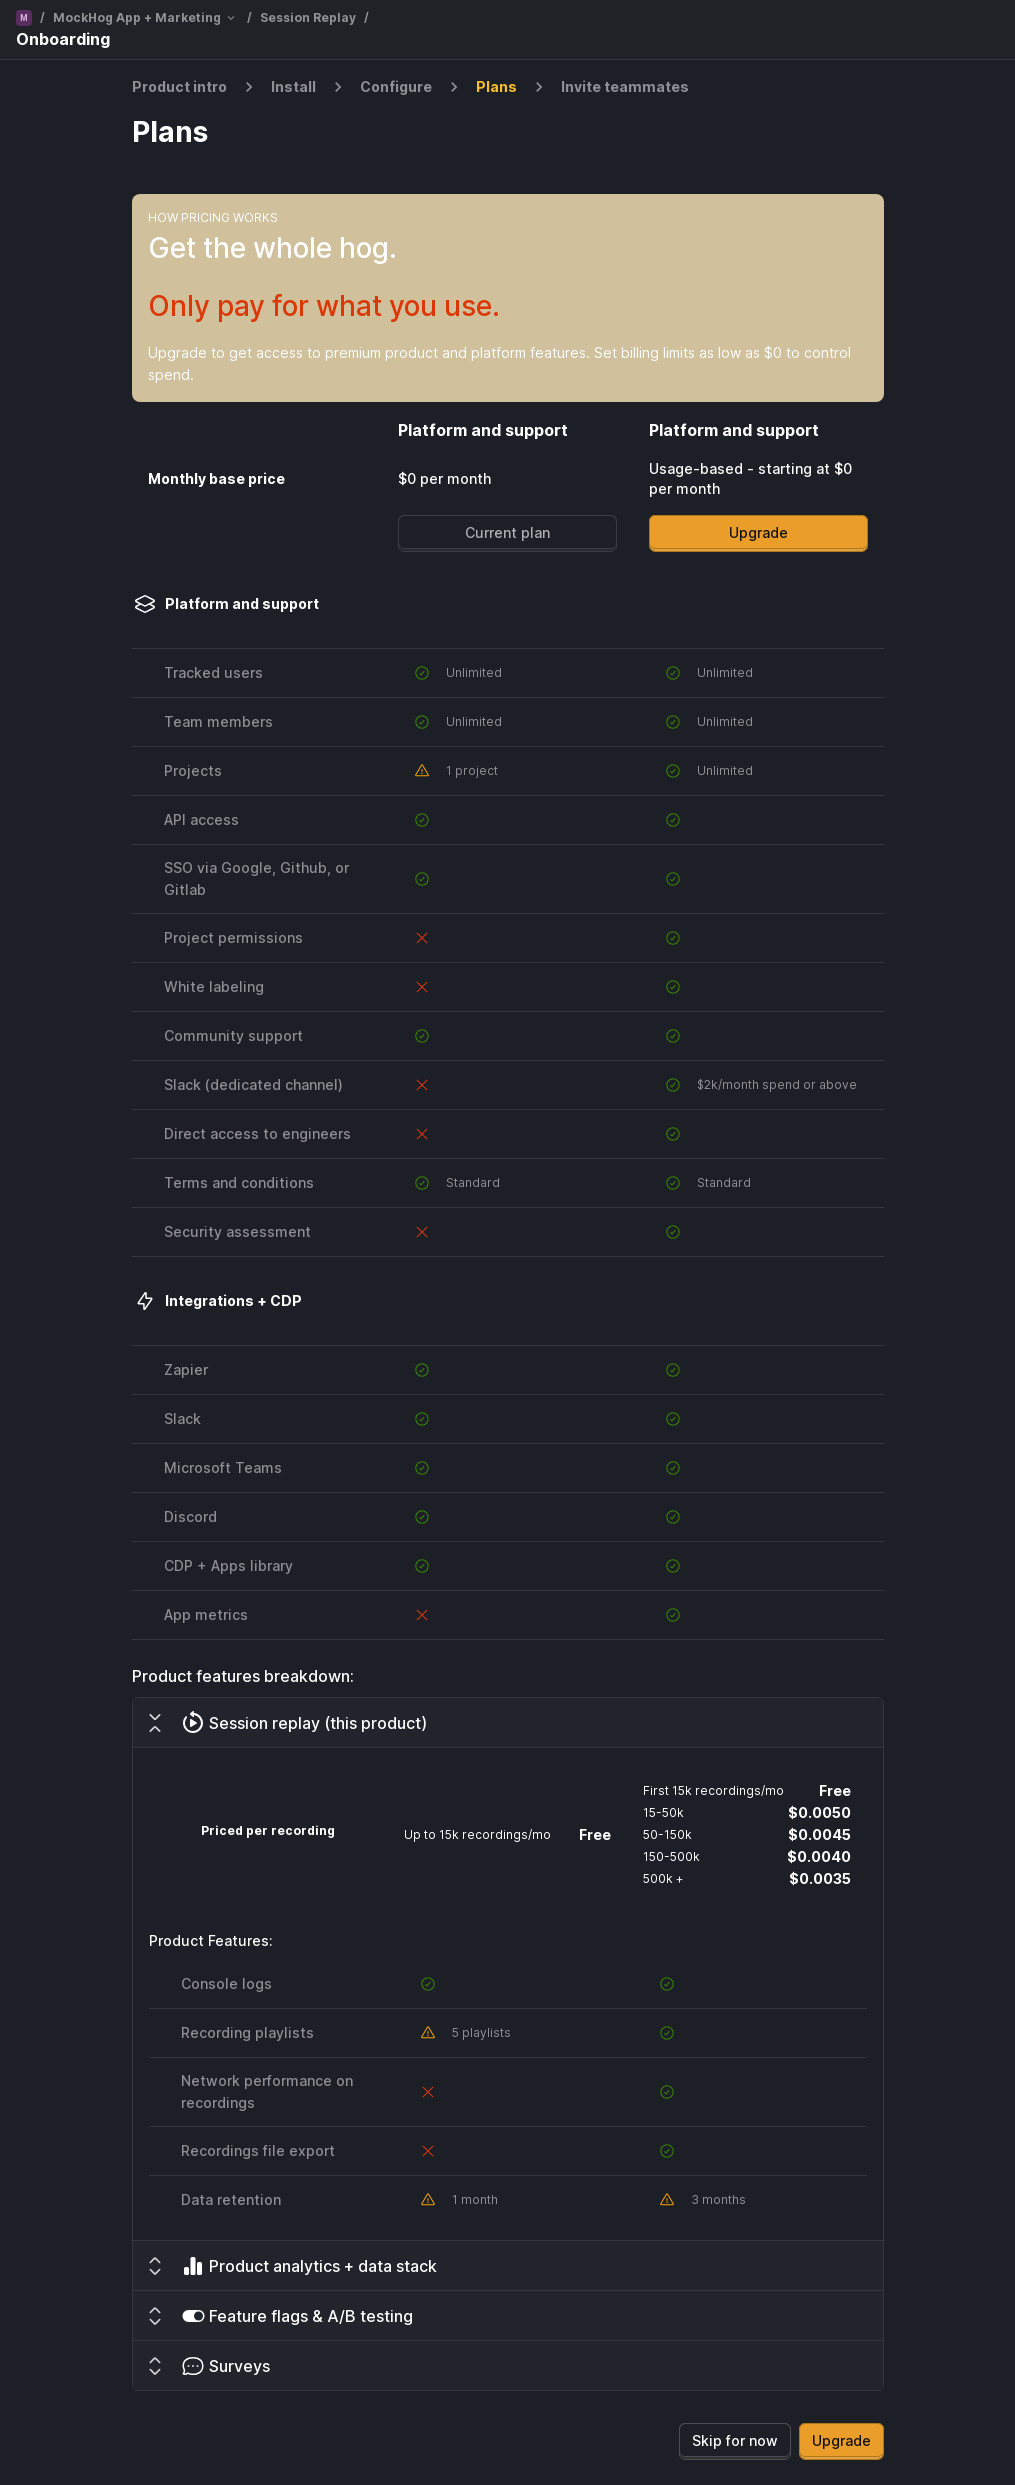 M / MockHog App + Marketing / Session Replay /
Onboarding
Product intro Install Configure Plans Invite teammates
Plans
HOW PRICING WORKS
Get the whole hog.
Only pay for what you use.
Upgrade to get access to premium product and platform features. Set billing limits as low as $0 to control
spend.
Platform and support Platform and support
Monthly base price $0 per month Usage-based - starting at $0
per month
Current plan Upgrade
Platform and support
Tracked users Unlimited Unlimited
Team members Unlimited Unlimited
Projects 1 project Unlimited
API access
SSO via Google, Github, or
Gitlab
Project permissions
White labeling
Community support
Slack (dedicated channel) $2k/month spend or above
Direct access to engineers
Terms and conditions Standard Standard
Security assessment
Integrations + CDP
Zapier
Slack
Microsoft Teams
Discord
CDP + Apps library
App metrics
Product features breakdown:
Session replay (this product)
Priced per recording
Up to 15k recordings/mo Free
First 15k recordings/mo Free
15-50k $0.0050
50-150k $0.0045
150-500k $0.0040
500k + $0.0035
Product Features:
Console logs
Recording playlists 5 playlists
Network performance on
recordings
Recordings file export
Data retention 1 month 3 months
Product analytics + data stack
Feature flags & A/B testing
Surveys
Skip for now Upgrade